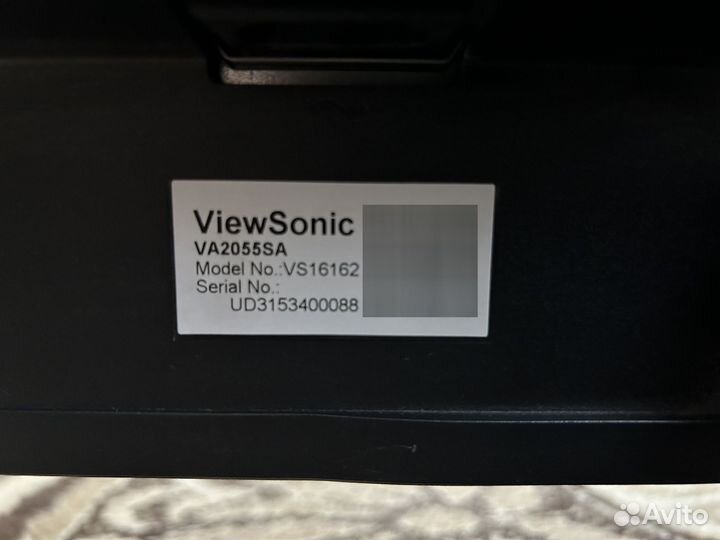 ViewSonic
VA2055SA
Model No.:VS16162
Serial No.:
UD3153400088
Avito